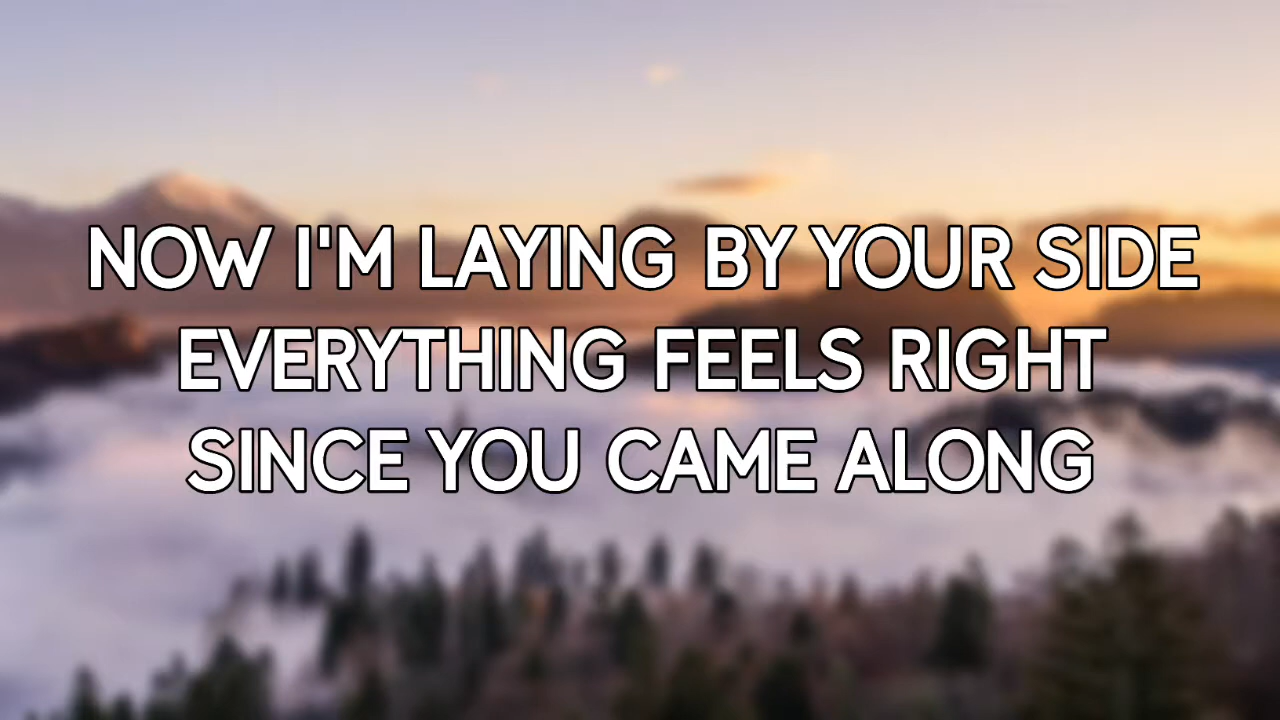 NOW I'M LAYING BY YOUR SIDE
EVERYTHING FEELS RIGHT
SINCE YOU CAME ALONG